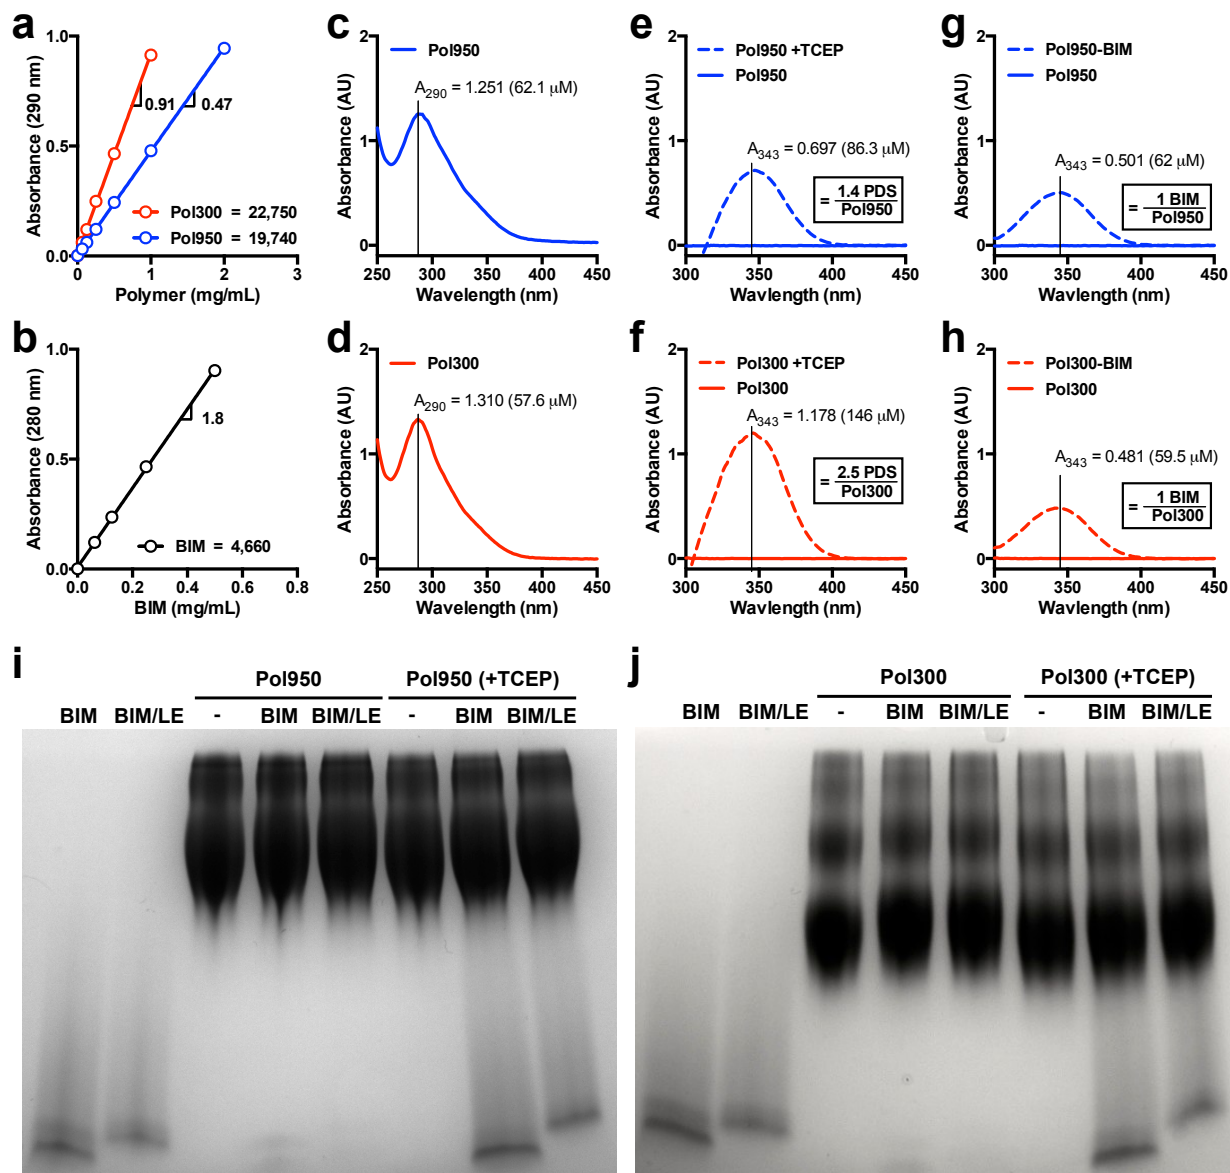 a
Absorbance (290 nm)
1.0
0.5
0.0
0 1 2 3
Polymer (mg/mL)
0.91
0.47
Pol300 = 22,750
Pol950 = 19,740
b
Absorbance (280 nm)
1.0
0.5
0.0
0.0 0.2 0.4 0.6 0.8
BIM (mg/mL)
1.8
BIM = 4,660
c
Absorbance (AU)
2
1
0
250 300 350 400 450
Wavelength (nm)
Pol950
A290 = 1.251 (62.1 μM)
d
Absorbance (AU)
2
1
0
250 300 350 400 450
Wavelength (nm)
Pol300
A290 = 1.310 (57.6 μM)
e
Absorbance (AU)
2
1
0
300 350 400 450
Wavelength (nm)
Pol950 +TCEP
Pol950
A343 = 0.697 (86.3 μM)
= 1.4 PDS
Pol950
f
Absorbance (AU)
2
1
0
300 350 400 450
Wavelength (nm)
Pol300 +TCEP
Pol300
A343 = 1.178 (146 μM)
= 2.5 PDS
Pol300
g
Absorbance (AU)
2
1
0
300 350 400 450
Wavelength (nm)
Pol950-BIM
Pol950
A343 = 0.501 (62 μM)
= 1 BIM
Pol950
h
Absorbance (AU)
2
1
0
300 350 400 450
Wavelength (nm)
Pol300-BIM
Pol300
A343 = 0.481 (59.5 μM)
= 1 BIM
Pol300
i
Pol950 Pol950 (+TCEP)
BIM BIM/LE - BIM BIM/LE - BIM BIM/LE
j
Pol300 Pol300 (+TCEP)
BIM BIM/LE - BIM BIM/LE - BIM BIM/LE